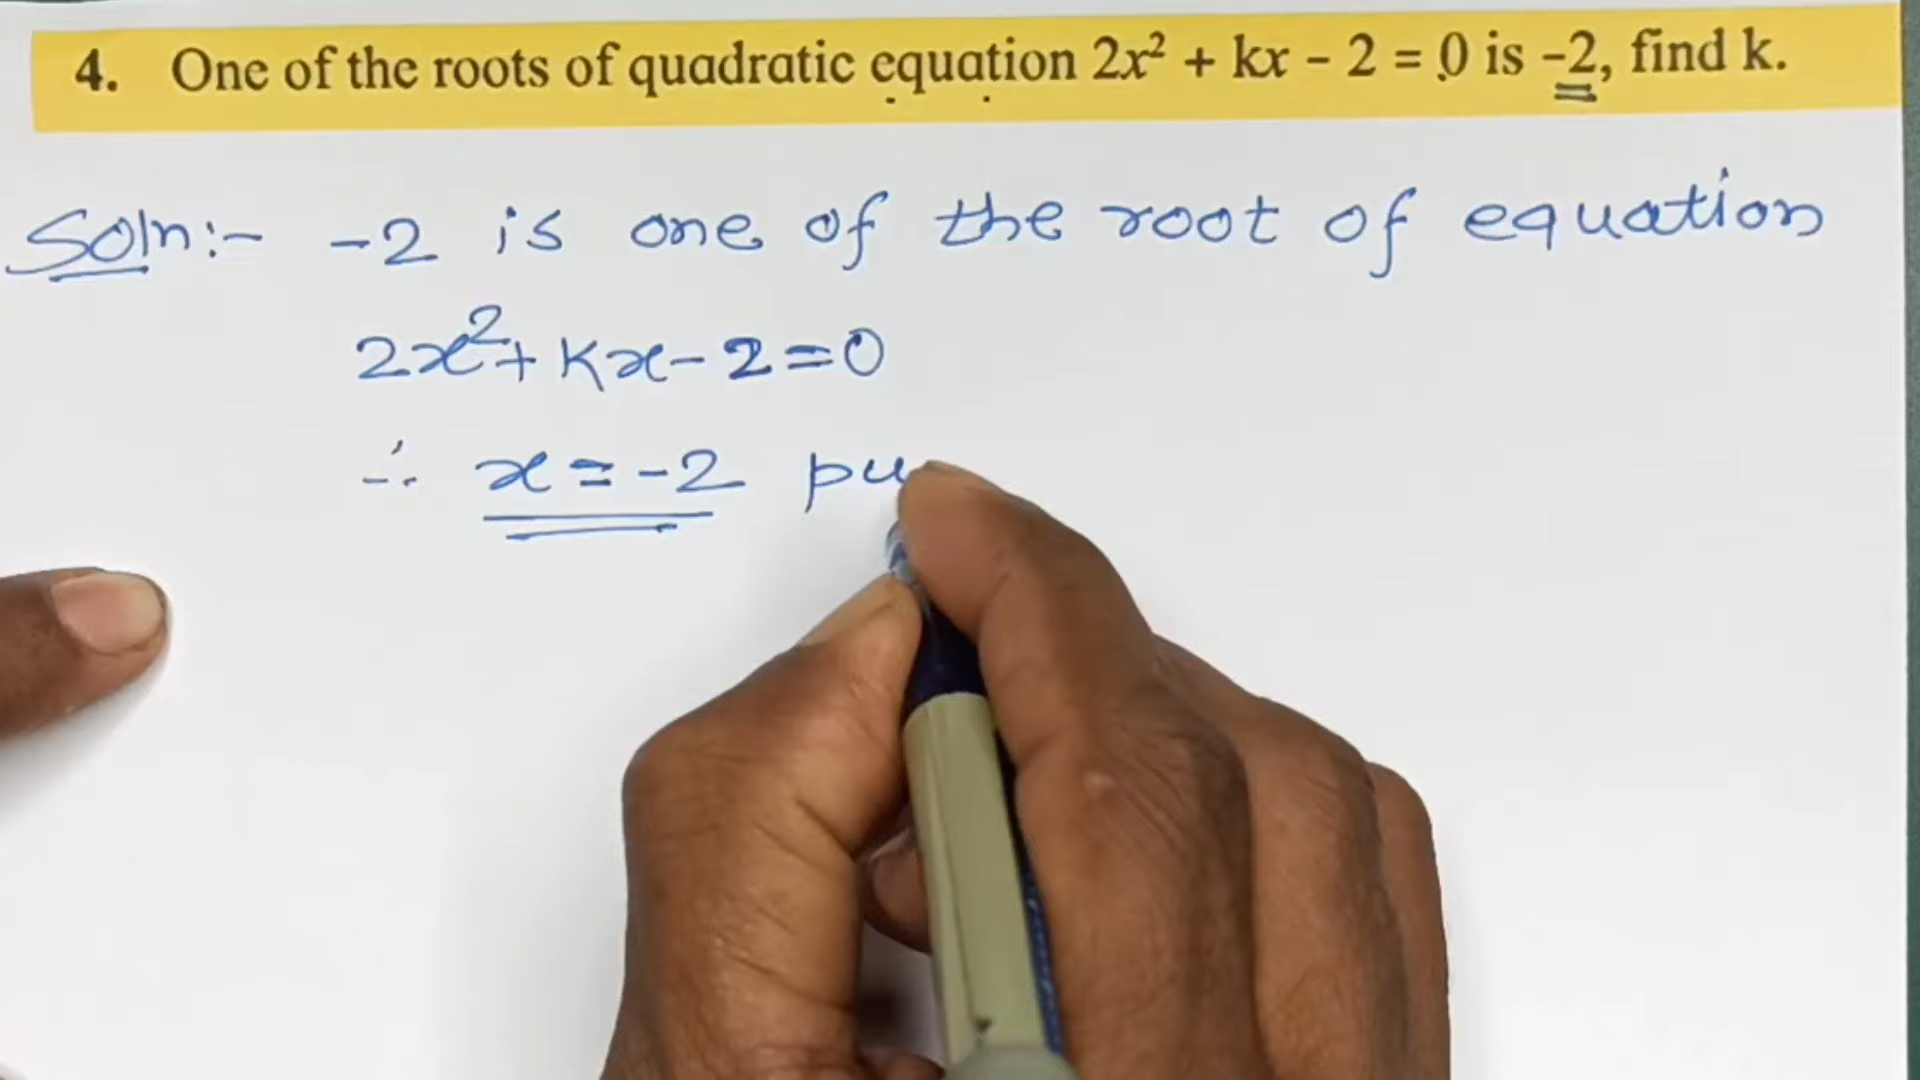 4. One of the roots of quadratic equation 2x² + kx - 2 = 0 is -2, find k.
Soln:- -2 is one of the root of equation
2x²+kx-2=0
∴ x = -2 pu